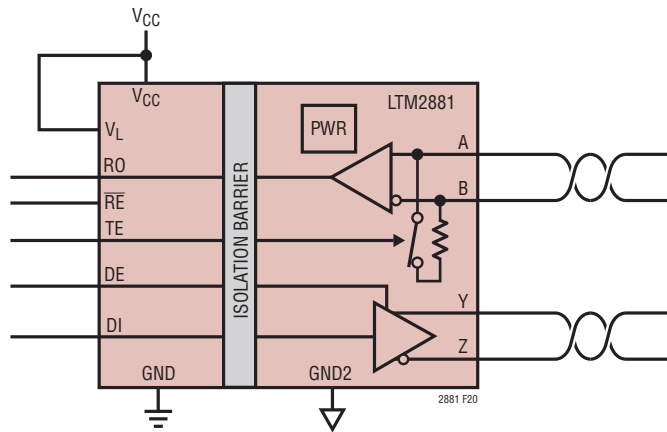 VCC
VCC
LTM2881
PWR
VL
A
RO
B
RE
TE
ISOLATION BARRIER
DE
Y
DI
Z
GND
GND2
2881 F20